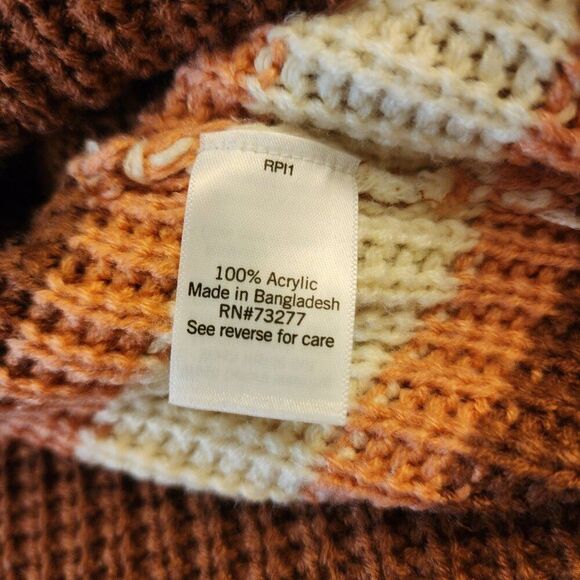 RPI1
100% Acrylic
Made in Bangladesh
RN#73277
See reverse for care